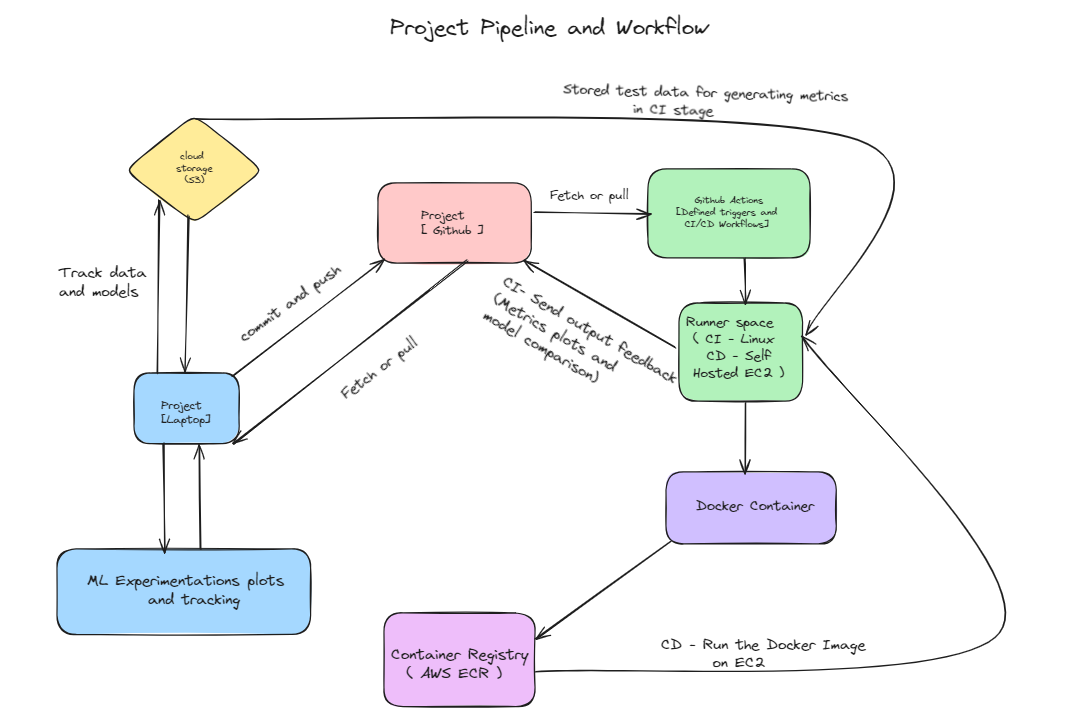 Project Pipeline and Workflow
Stored test data for generating metrics
in CI stage
cloud
storage
(S3)
Project
[ Github ]
Fetch or pull
Github Actions
[Defined triggers and
CI/CD Workflows]
Track data
and models
commit and push
Fetch or pull
CI- Send output feedback
(Metrics plots and
model comparison)
Runner space
( CI - Linux
CD - Self
Hosted EC2 )
Project
[Laptop]
Docker Container
ML Experimentations plots
and tracking
Container Registry
( AWS ECR )
CD - Run the Docker Image
on EC2